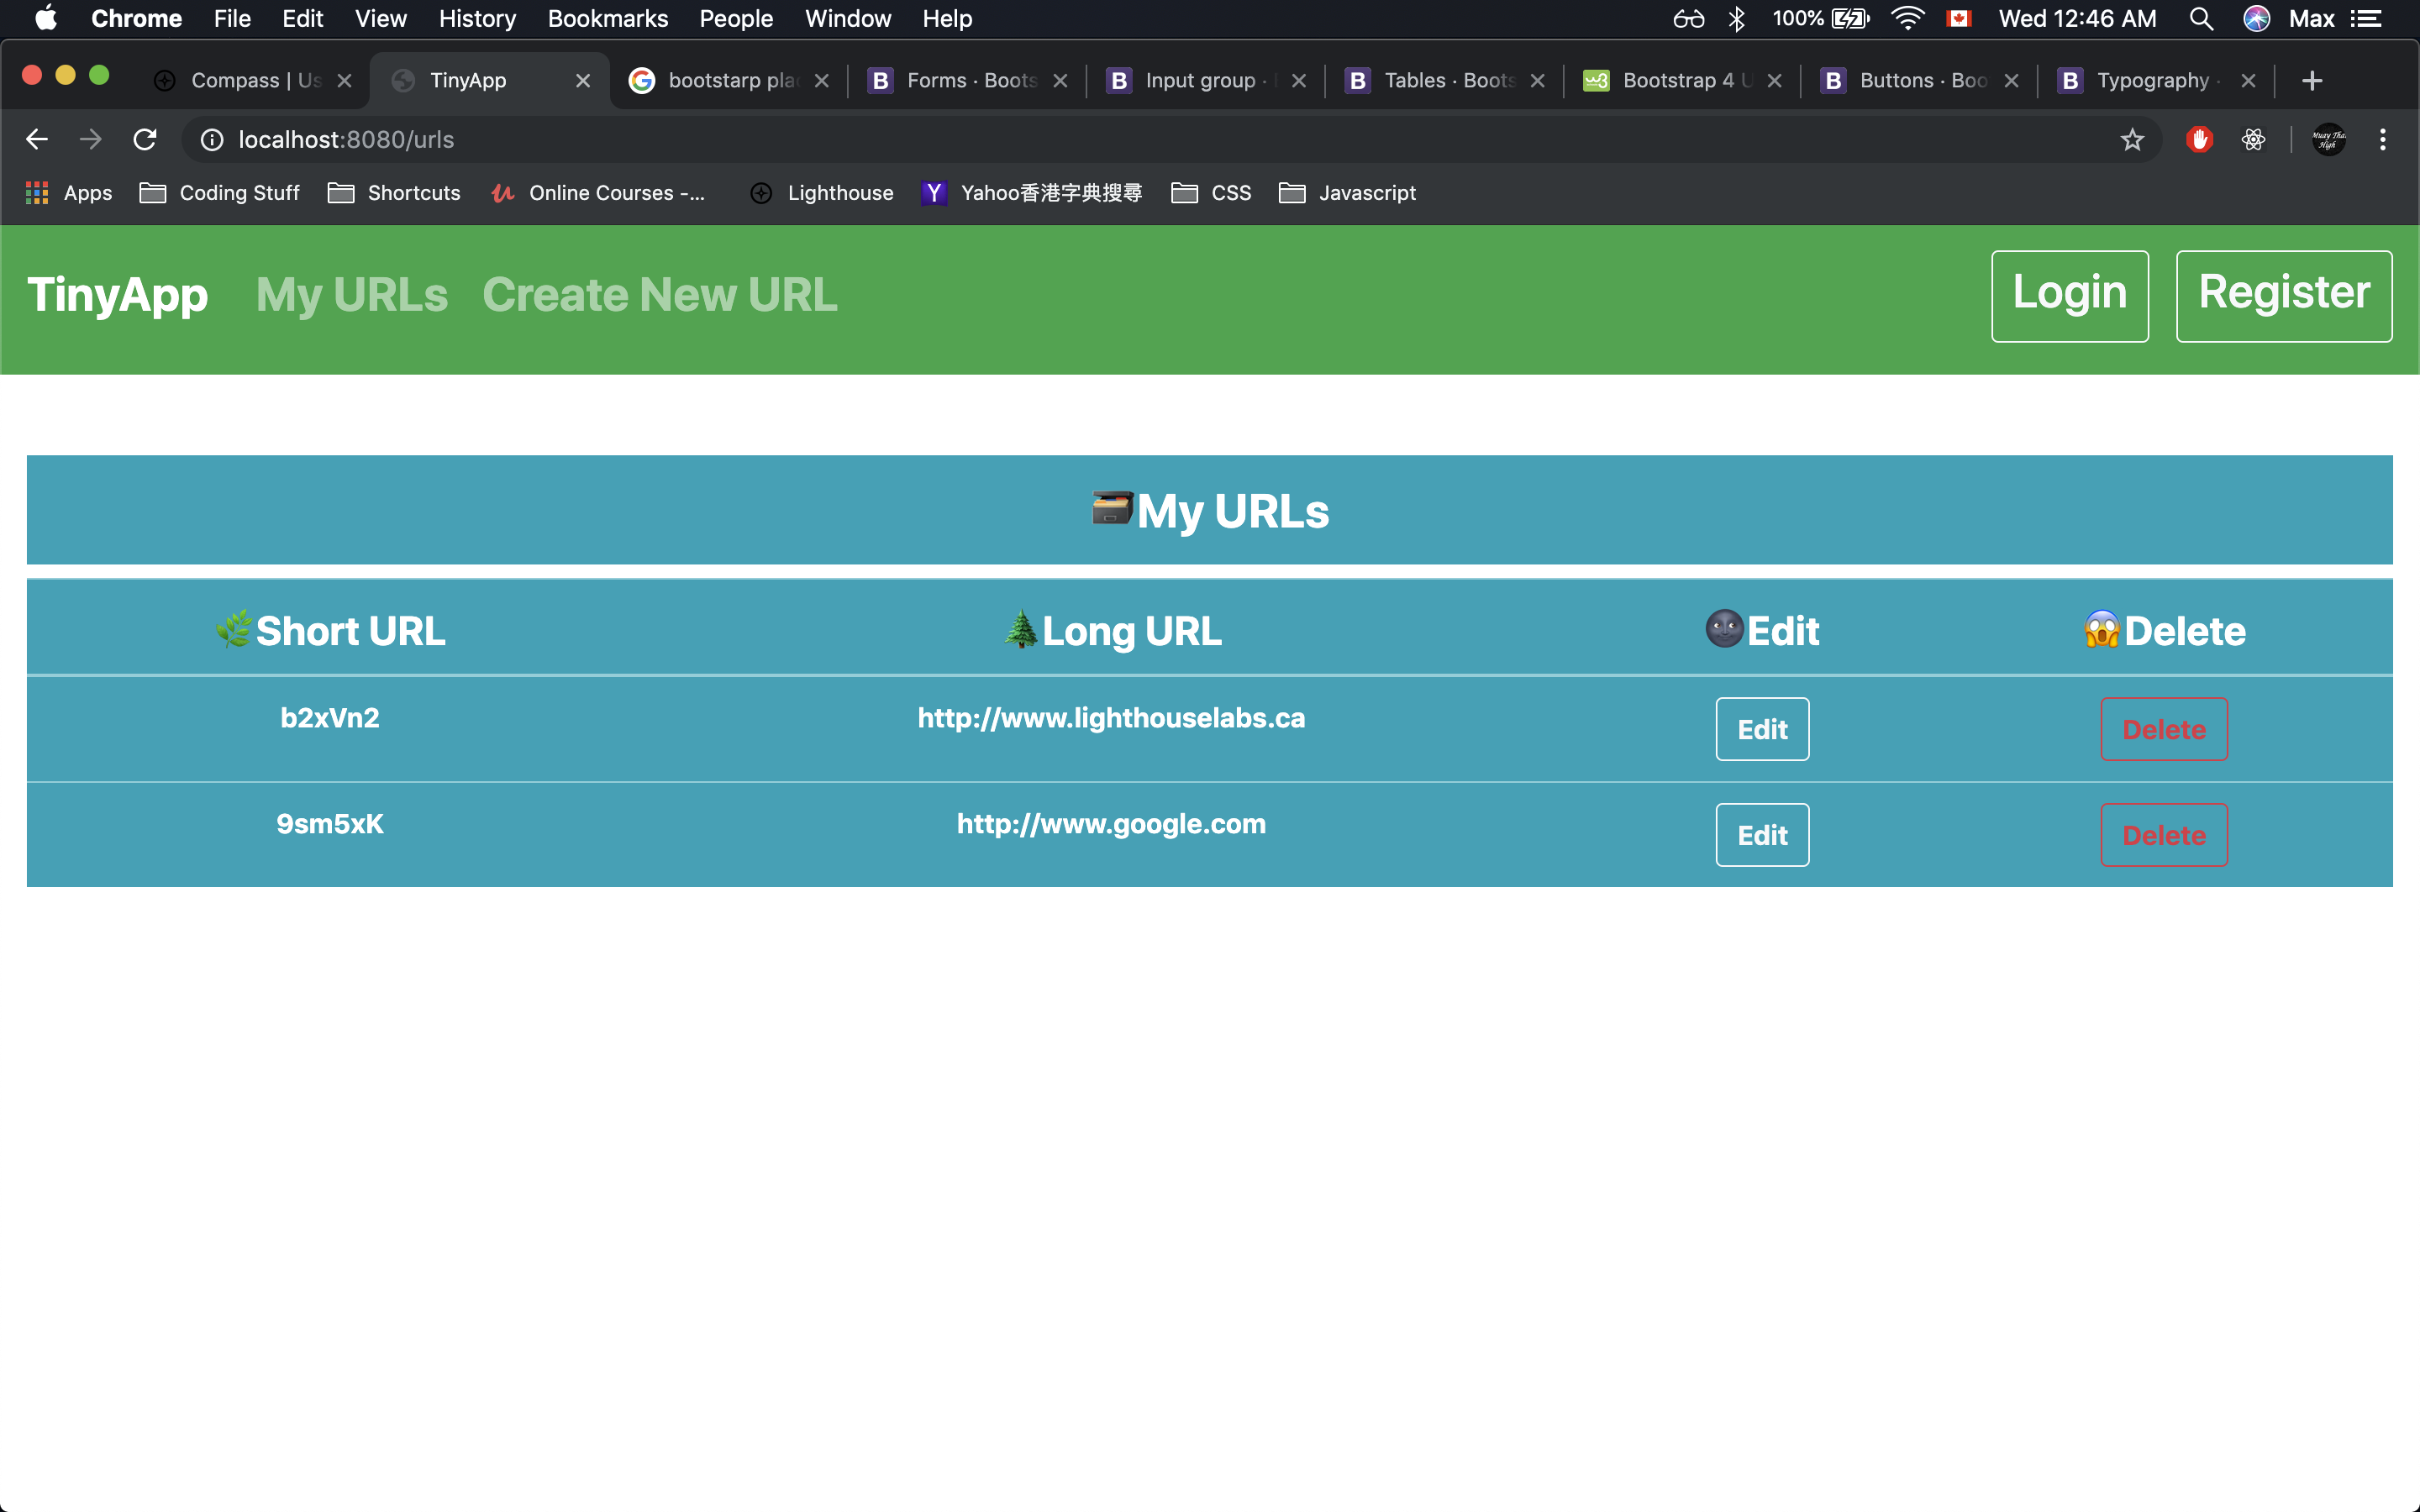 Chrome File Edit View History Bookmarks People Window Help 100% Wed 12:46 AM Max
Compass | Us TinyApp bootstarp pla Forms · Boots Input group · Tables · Boots Bootstrap 4 U Buttons · Boo Typography ·
localhost:8080/urls
Apps Coding Stuff Shortcuts Online Courses -... Lighthouse Yahoo香港字典搜尋 CSS Javascript
TinyApp My URLs Create New URL Login Register
🗃️My URLs
🌿Short URL 🌲Long URL 🌚Edit 😱Delete
b2xVn2 http://www.lighthouselabs.ca Edit Delete
9sm5xK http://www.google.com Edit Delete